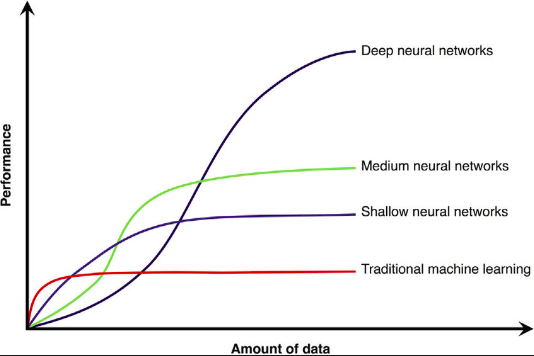 Deep neural networks
Medium neural networks
Shallow neural networks
Traditional machine learning
Performance
Amount of data